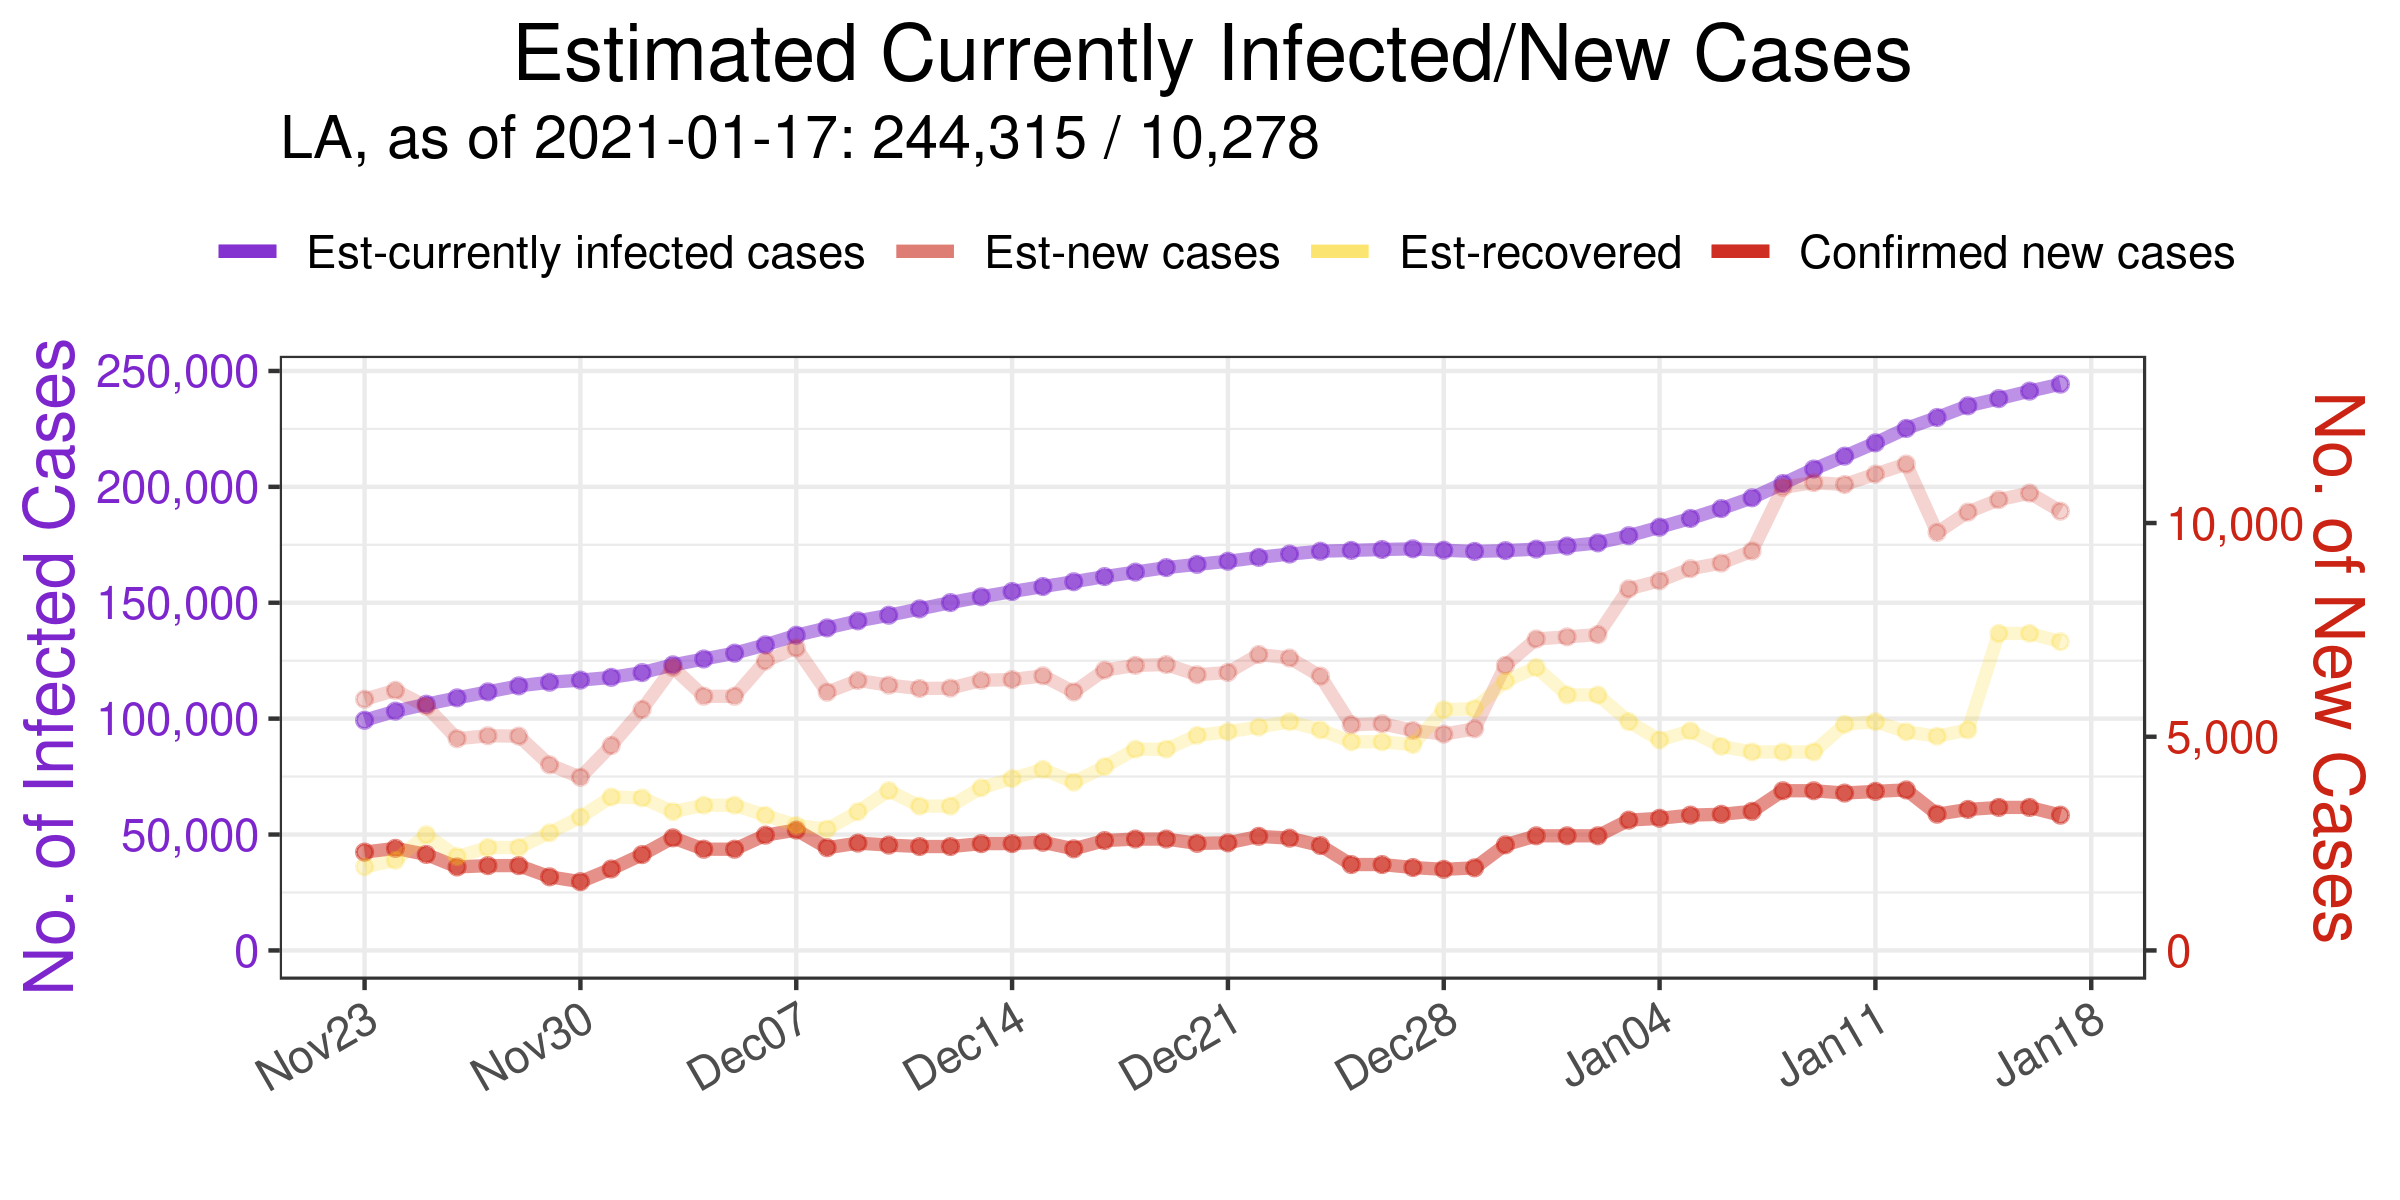 Estimated Currently Infected/New Cases
LA, as of 2021-01-17: 244,315 / 10,278
Est-currently infected cases Est-new cases Est-recovered Confirmed new cases
No. of Infected Cases
250,000
200,000
150,000
100,000
50,000
0
No. of New Cases
10,000
5,000
0
Nov23 Nov30 Dec07 Dec14 Dec21 Dec28 Jan04 Jan11 Jan18